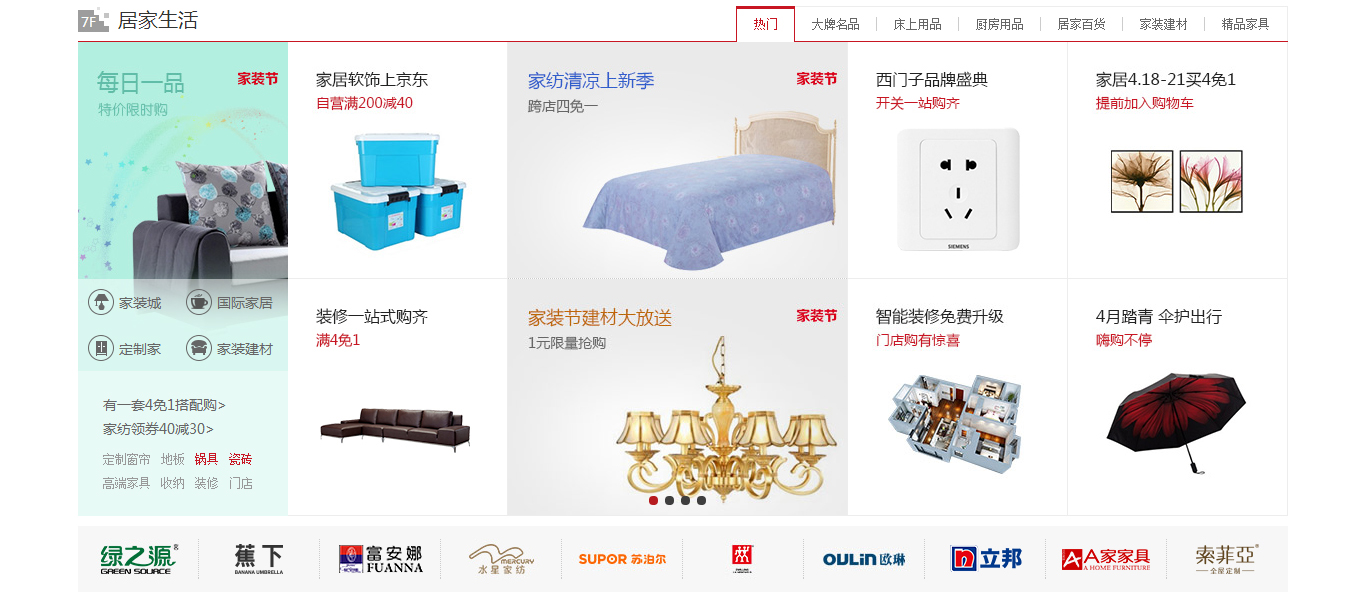 7F 居家生活
热门 大牌名品 床上用品 厨房用品 居家百货 家装建材 精品家具
每日一品 家装节
特价限时购
家装城 国际家居
定制家 家装建材
有一套4免1搭配购>
家纺领券40减30>
定制窗帘 地板 锅具 瓷砖
高端家具 收纳 装修 门店
家居软饰上京东
自营满200减40
家纺清凉上新季 家装节
跨店四免一
西门子品牌盛典
开关一站购齐
SIEMENS
家居4.18-21买4免1
提前加入购物车
装修一站式购齐
满4免1
家装节建材大放送 家装节
1元限量抢购
智能装修免费升级
门店购有惊喜
4月踏青 伞护出行
嗨购不停
绿之源®
GREEN SOURCE
蕉下
BANANA UMBRELLA
富安娜
FUANNA
MERCURY
水星家纺
SUPOR 苏泊尔
OULin 欧琳
立邦
A家家具
A HOME FURNITURE
索菲亞®
全屋定制